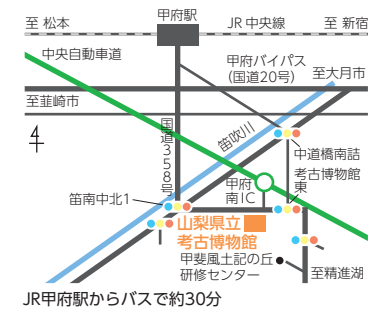 甲府駅
至 松本
JR中央線
至 新宿
中央自動車道
甲府バイパス
(国道20号)
至大月市
至韮崎市
国道358号
笛吹川
中道橋南詰
考古博物館
東
甲府
南IC
笛南中北1
山梨県立
考古博物館
甲斐風土記の丘
研修センター
至精進湖
JR甲府駅からバスで約30分